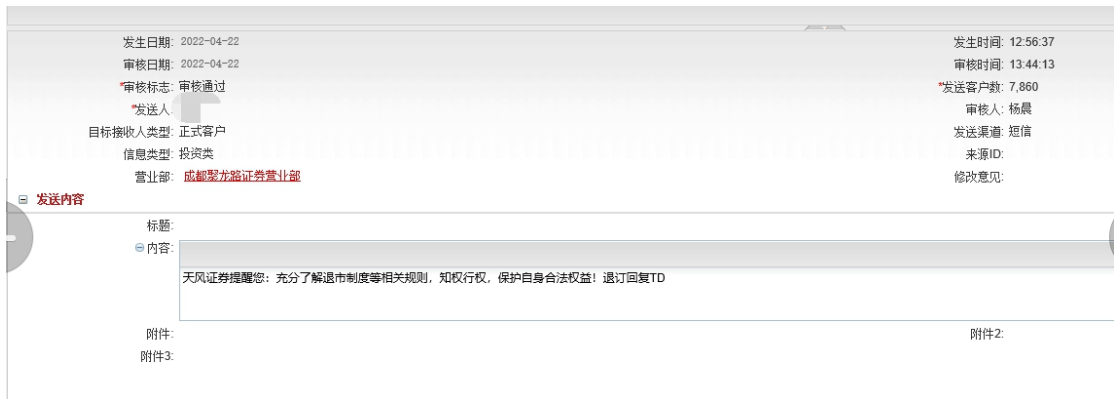 发生日期: 2022-04-22 发生时间: 12:56:37
审核日期: 2022-04-22 审核时间: 13:44:13
*审核标志: 审核通过 *发送客户数: 7,860
*发送人: 审核人: 杨晨
目标接收人类型: 正式客户 发送渠道: 短信
信息类型: 投资类 来源ID:
营业部: 成都聚龙路证券营业部 修改意见:
发送内容
标题:
内容:
天风证券提醒您：充分了解退市制度等相关规则，知权行权，保护自身合法权益！退订回复TD
附件: 附件2:
附件3: